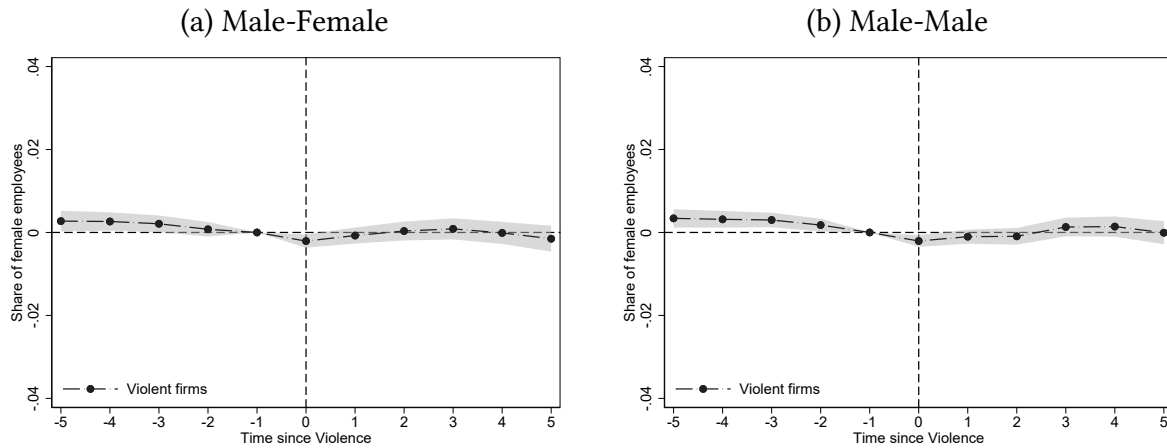 (a) Male-Female
Share of female employees
.04
.02
0
-.02
-.04
Violent firms
-5 -4 -3 -2 -1 0 1 2 3 4 5
Time since Violence
(b) Male-Male
Share of female employees
.04
.02
0
-.02
-.04
Violent firms
-5 -4 -3 -2 -1 0 1 2 3 4 5
Time since Violence